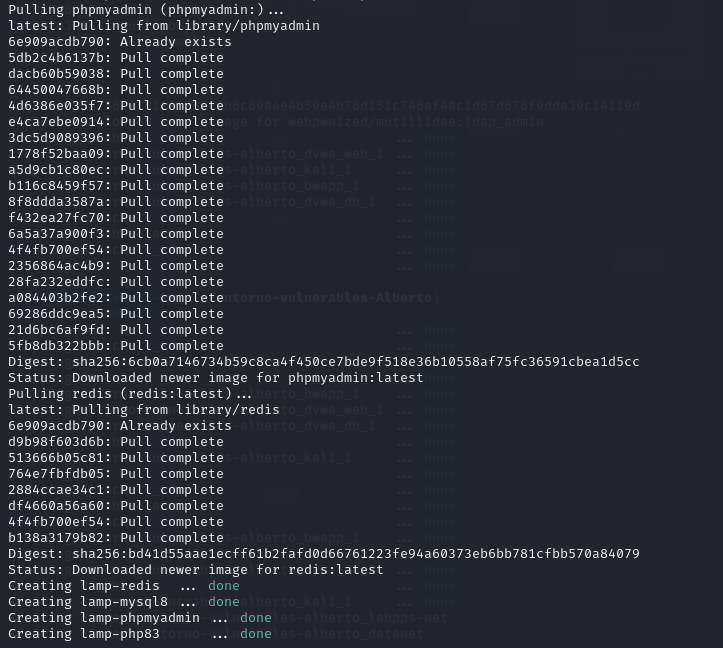 Pulling phpmyadmin (phpmyadmin:)...
latest: Pulling from library/phpmyadmin
6e909acdb790: Already exists
5db2c4b6137b: Pull complete
dacb60b59038: Pull complete
64450047668b: Pull complete
4d6386e035f7: Pull complete
e4ca7ebe0914: Pull complete
3dc5d9089396: Pull complete
1778f52baa09: Pull complete
a5d9cb1c80ec: Pull complete
b116c8459f57: Pull complete
8f8ddda3587a: Pull complete
f432ea27fc70: Pull complete
6a5a37a900f3: Pull complete
4f4fb700ef54: Pull complete
2356864ac4b9: Pull complete
28fa232eddfc: Pull complete
a084403b2fe2: Pull complete
69286ddc9ea5: Pull complete
21d6bc6af9fd: Pull complete
5fb8db322bbb: Pull complete
Digest: sha256:6cb0a7146734b59c8ca4f450ce7bde9f518e36b10558af75fc36591cbea1d5cc
Status: Downloaded newer image for phpmyadmin:latest
Pulling redis (redis:latest)...
latest: Pulling from library/redis
6e909acdb790: Already exists
d9b98f603d6b: Pull complete
513666b05c81: Pull complete
764e7fbfdb05: Pull complete
2884ccae34c1: Pull complete
df4660a56a60: Pull complete
4f4fb700ef54: Pull complete
b138a3179b82: Pull complete
Digest: sha256:bd41d55aae1ecff61b2fafd0d66761223fe94a60373eb6bb781cfbb570a84079
Status: Downloaded newer image for redis:latest
Creating lamp-redis ... done
Creating lamp-mysql8 ... done
Creating lamp-phpmyadmin ... done
Creating lamp-php83 ... done